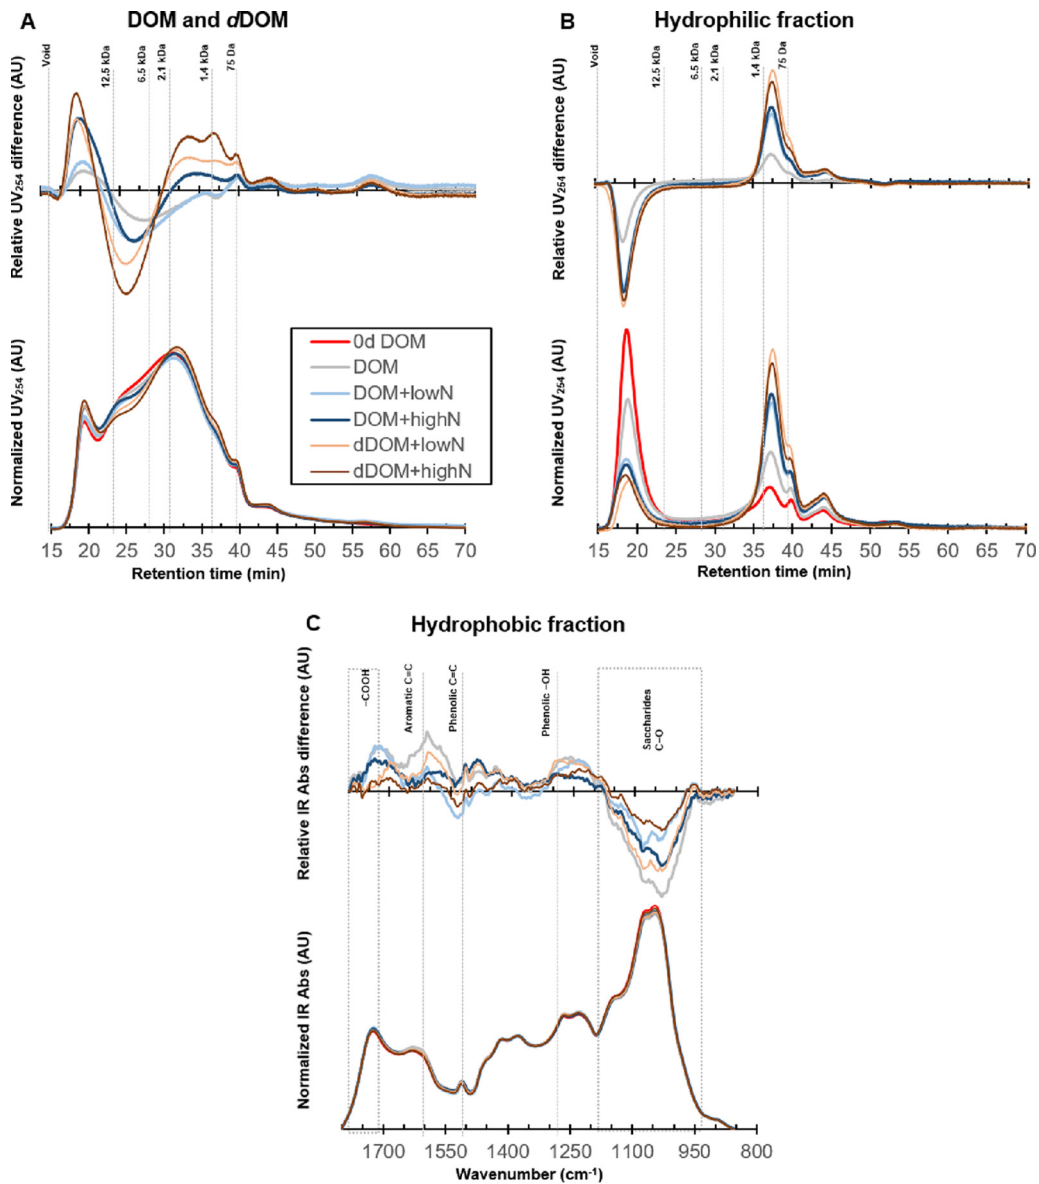 A
DOM and dDOM
Relative UV254 difference (AU)
Void
12.5 kDa
6.5 kDa
2.1 kDa
1.4 kDa
75 Da
Normalized UV254 (AU)
0d DOM
DOM
DOM+lowN
DOM+highN
dDOM+lowN
dDOM+highN
15 20 25 30 35 40 45 50 55 60 70
Retention time (min)
B
Hydrophilic fraction
Relative UV254 difference (AU)
Void
12.5 kDa
6.5 kDa
2.1 kDa
1.4 kDa
75 Da
Normalized UV254 (AU)
15 20 25 30 35 40 45 50 55 60 65 70
Retention time (min)
C
Hydrophobic fraction
Relative IR Abs difference (AU)
–COOH
Aromatic C=C
Phenolic C=C
Phenolic –OH
Saccharides
C–O
Normalized IR Abs (AU)
1700 1550 1400 1250 1100 950 800
Wavenumber (cm-1)